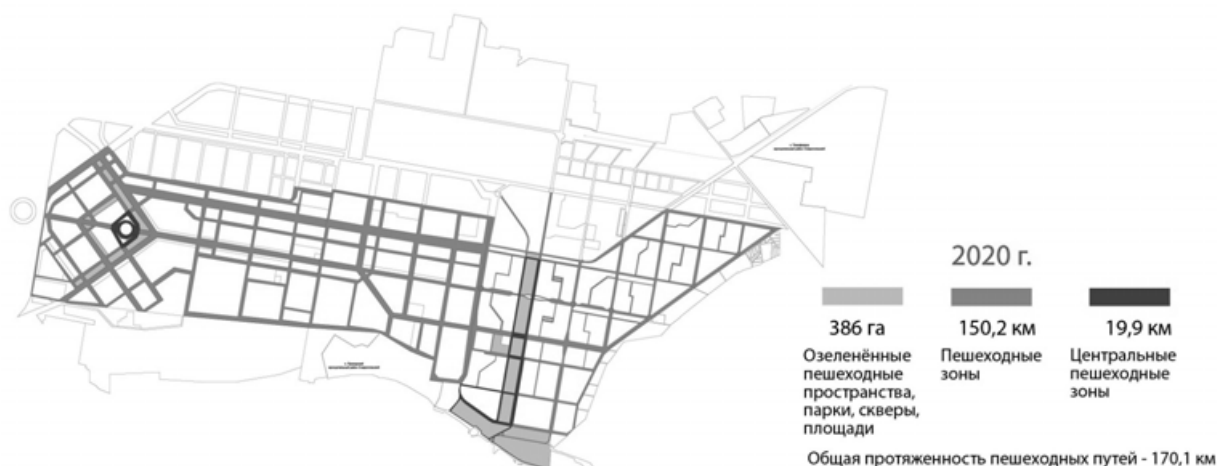 2020 г.
386 га
150,2 км
19,9 км
Озеленённые
пешеходные
пространства,
парки, скверы,
площади
Пешеходные
зоны
Центральные
пешеходные
зоны
Общая протяженность пешеходных путей - 170,1 км